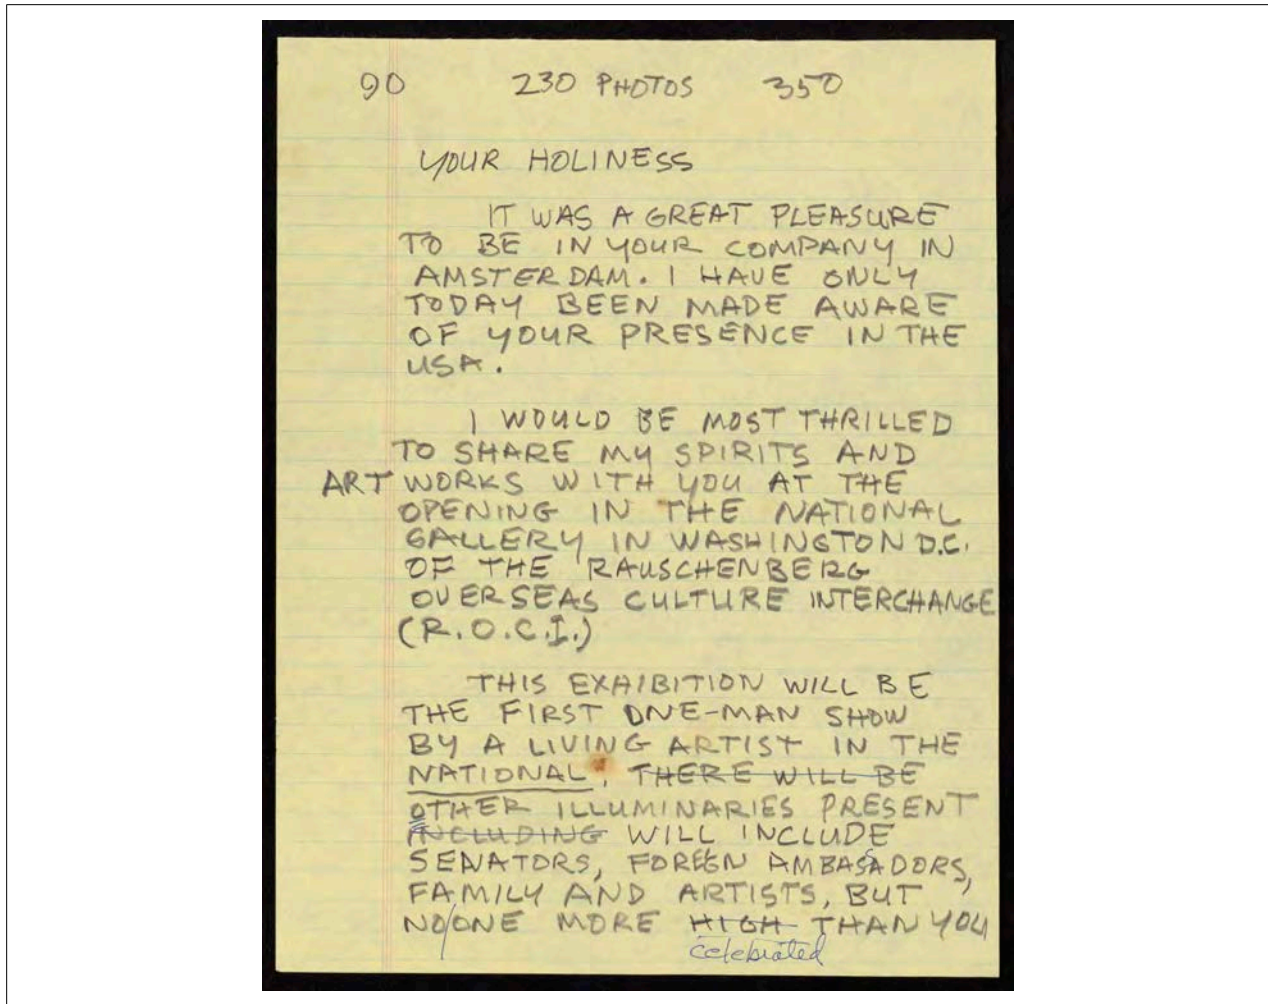 90 230 PHOTOS 350
YOUR HOLINESS
IT WAS A GREAT PLEASURE
TO BE IN YOUR COMPANY IN
AMSTERDAM. I HAVE ONLY
TODAY BEEN MADE AWARE
OF YOUR PRESENCE IN THE
USA.
I WOULD BE MOST THRILLED
TO SHARE MY SPIRITS AND
ART WORKS WITH YOU AT THE
OPENING IN THE NATIONAL
GALLERY IN WASHINGTON D.C.
OF THE RAUSCHENBERG
OVERSEAS CULTURE INTERCHANGE
(R.O.C.I.)
THIS EXHIBITION WILL BE
THE FIRST ONE-MAN SHOW
BY A LIVING ARTIST IN THE
NATIONAL, THERE WILL BE
OTHER ILLUMINARIES PRESENT
INCLUDING WILL INCLUDE
SENATORS, FOREIGN AMBASSADORS,
FAMILY AND ARTISTS, BUT
NO/ONE MORE HIGH THAN YOU
celebrated